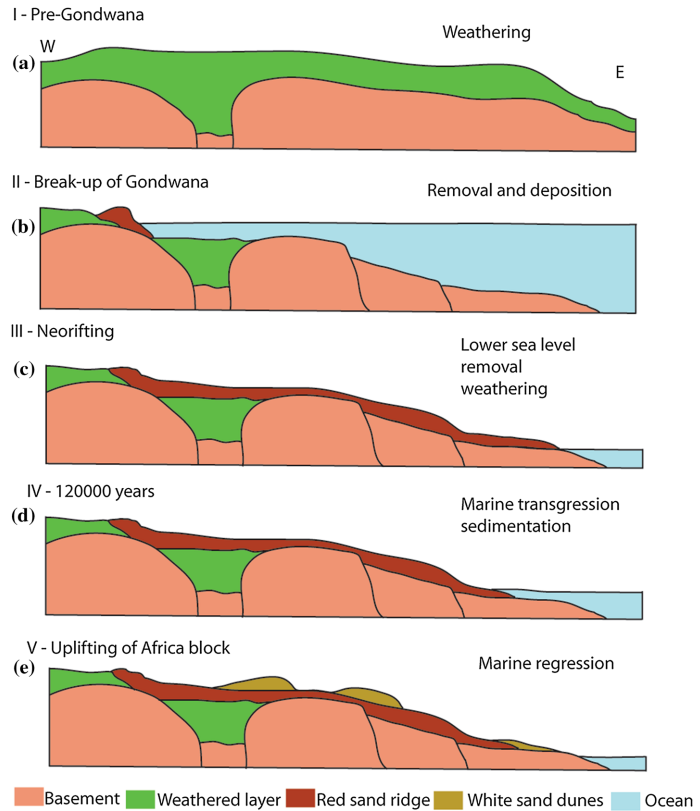 I - Pre-Gondwana
Weathering
W
(a)
E
II - Break-up of Gondwana
Removal and deposition
(b)
III - Neorifting
Lower sea level
removal
weathering
(c)
IV - 120000 years
Marine transgression
sedimentation
(d)
V - Uplifting of Africa block
Marine regression
(e)
Basement Weathered layer Red sand ridge White sand dunes Ocean